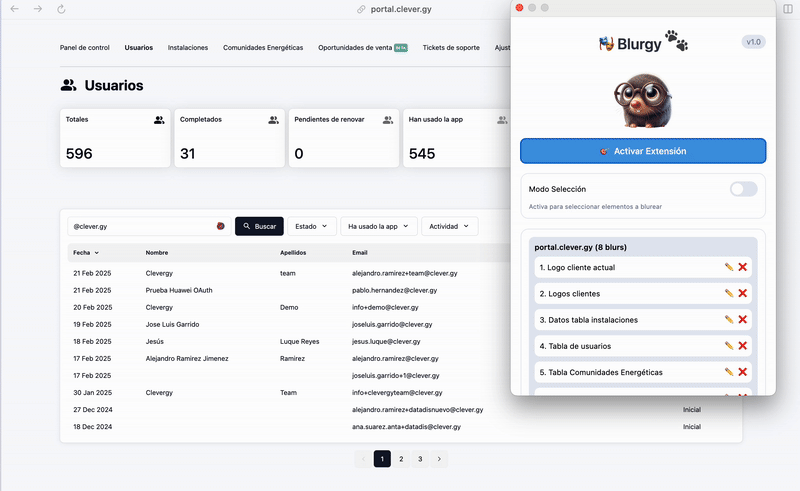 portal.clever.gy
Panel de control Usuarios Instalaciones Comunidades Energéticas Oportunidades de venta Tickets de soporte Ajust
Usuarios
Totales Completados Pendientes de renovar Han usado la app
596 31 0 545
@clever.gy Buscar Estado Ha usado la app Actividad
Fecha Nombre Apellidos Email
21 Feb 2025 Clevergy team alejandro.ramirez+team@clever.gy
21 Feb 2025 Prueba Huawei OAuth pablo.hernandez@clever.gy
20 Feb 2025 Clevergy Demo info+demo@clever.gy
19 Feb 2025 Jose Luis Garrido joseluis.garrido@clever.gy
18 Feb 2025 Jesús Luque Reyes jesus.luque@clever.gy
17 Feb 2025 Alejandro Ramirez Jimenez Ramirez alejandro.ramirez@clever.gy
17 Feb 2025 joseluis.garrido+1@clever.gy
30 Jan 2025 Clevergy Team info+clevergyteam@clever.gy
27 Dec 2024 alejandro.ramirez+datadisnuevo@clever.gy Inicial
18 Dec 2024 ana.suarez.anta+datadis@clever.gy Inicial
1 2 3
Blurgy v1.0
Activar Extensión
Modo Selección
Activa para seleccionar elementos a blurear
portal.clever.gy (8 blurs)
1. Logo cliente actual
2. Logos clientes
3. Datos tabla instalaciones
4. Tabla de usuarios
5. Tabla Comunidades Energéticas